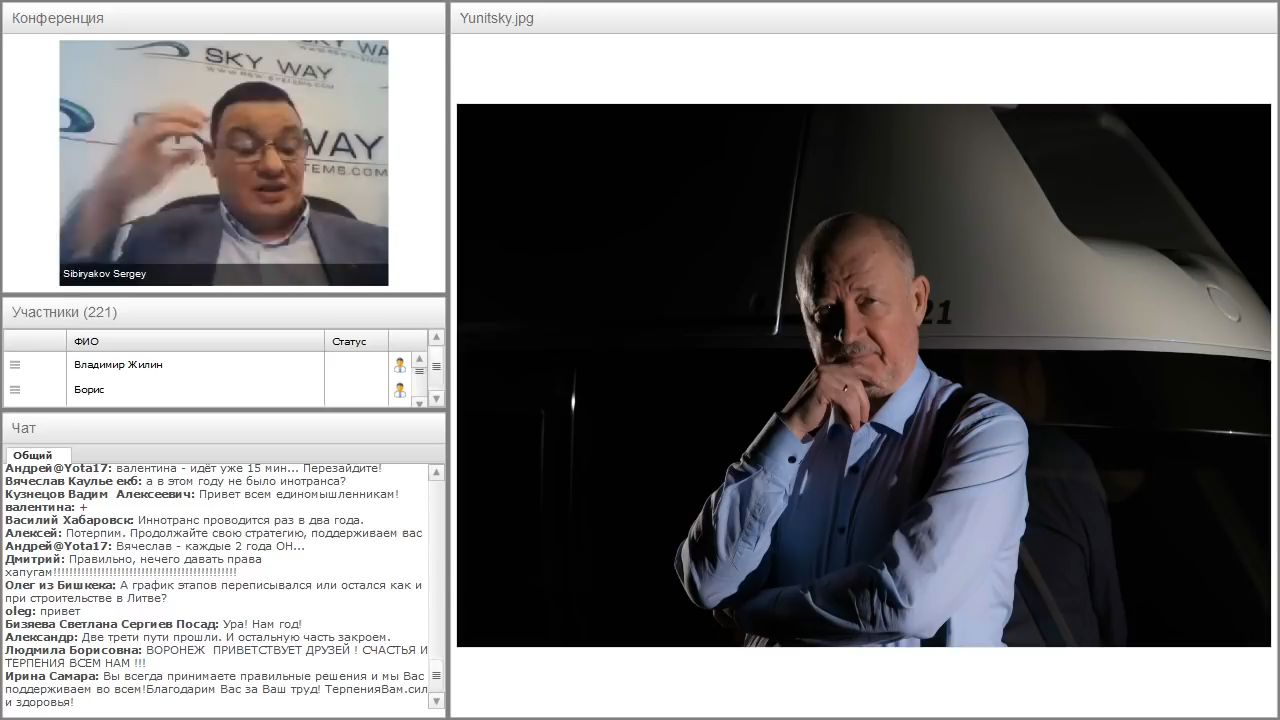 Конференция
SKY WAY
WAY
Sibiryakov Sergey
Участники (221)
ФИО
Статус
Владимир Жилин
Борис
Чат
Общий
Андрей@Yota17: валентина - идёт уже 15 мин... Перезайдите!
Вячеслав Каулье екб: а в этом году не было инотранса?
Кузнецов Вадим Алексеевич: Привет всем единомышленникам!
валентина: +
Василий Хабаровск: Иннотранс проводится раз в два года.
Алексей: Потерпим. Продолжайте свою стратегию, поддерживаем вас
Андрей@Yota17: Вячеслав - каждые 2 года ОН...
Дмитрий: Правильно, нечего давать права
хапугам!!!!!!!!!!!!!!!!!!!!!!!!!!!!!!!!!!!!!!!!!!!!!!
Олег из Бишкека: А график этапов переписывался или остался как и
при строительстве в Литве?
oleg: привет
Бизяева Светлана Сергиев Посад: Ура! Нам год!
Александр: Две трети пути прошли. И остальную часть закроем.
Людмила Борисовна: ВОРОНЕЖ ПРИВЕТСТВУЕТ ДРУЗЕЙ ! СЧАСТЬЯ И
ТЕРПЕНИЯ ВСЕМ НАМ !!!
Ирина Самара: Вы всегда принимаете правильные решения и мы Вас
поддерживаем во всем!Благодарим Вас за Ваш труд! ТерпенияВам.сил
и здоровья!
Yunitsky.jpg
21